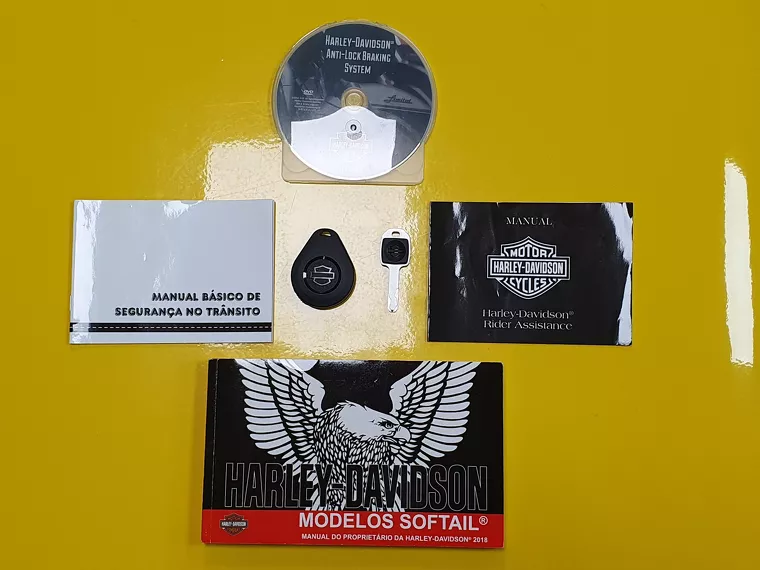 HARLEY-DAVIDSON®
ANTI-LOCK BRAKING
SYSTEM
DVD
MANUAL BÁSICO DE
SEGURANÇA NO TRÂNSITO
MANUAL
MOTOR
HARLEY-DAVIDSON
CYCLES
Harley-Davidson®
Rider Assistance
HARLEY-DAVIDSON
MODELOS SOFTAIL®
MANUAL DO PROPRIETÁRIO DA HARLEY-DAVIDSON® 2018